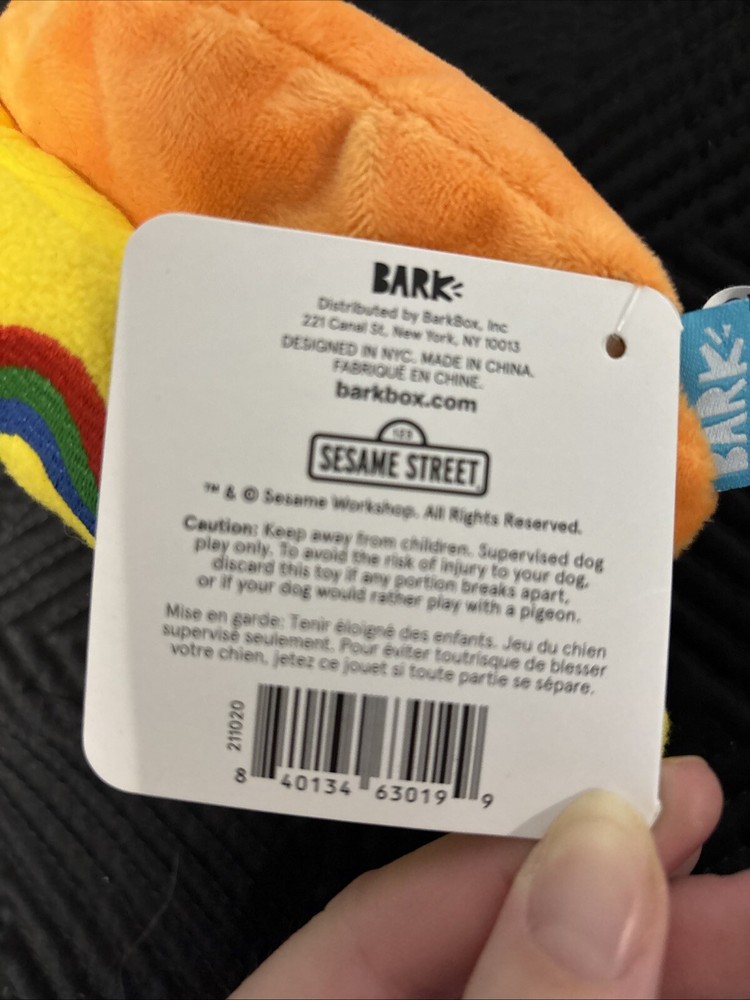 BARK
Distributed by BarkBox, Inc
221 Canal St, New York, NY 10013
DESIGNED IN NYC. MADE IN CHINA.
FABRIQUÉ EN CHINE.
barkbox.com
123
SESAME STREET
™ & © Sesame Workshop. All Rights Reserved.
Caution: Keep away from children. Supervised dog
play only. To avoid the risk of injury to your dog,
discard this toy if any portion breaks apart,
or if your dog would rather play with a pigeon.
Mise en garde: Tenir éloigné des enfants. Jeu du chien
supervisé seulement. Pour éviter toutrisque de blesser
votre chien, jetez ce jouet si toute partie se sépare.
211020
8 40134 63019 9
BARK